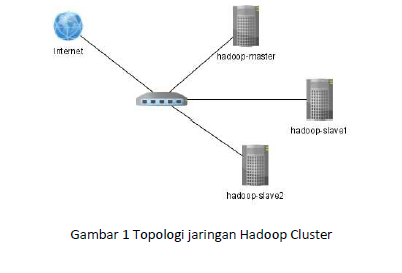 Internet
hadoop-master
hadoop-slave1
hadoop-slave2
Gambar 1 Topologi jaringan Hadoop Cluster